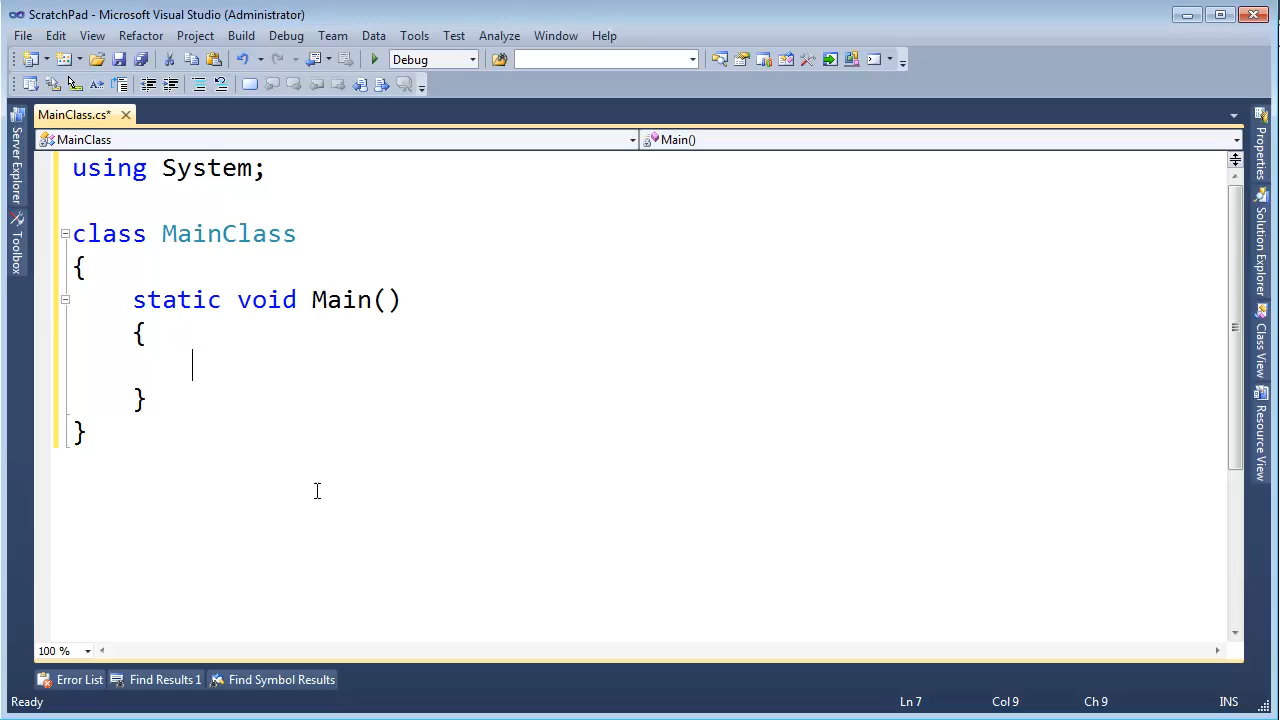 ScratchPad - Microsoft Visual Studio (Administrator)
File Edit View Refactor Project Build Debug Team Data Tools Test Analyze Window Help
Debug
MainClass.cs*
MainClass
Main()
using System;
class MainClass
{
static void Main()
{
}
}
Server Explorer
Toolbox
Properties
Solution Explorer
Class View
Resource View
100 %
Error List Find Results 1 Find Symbol Results
Ready Ln 7 Col 9 Ch 9 INS